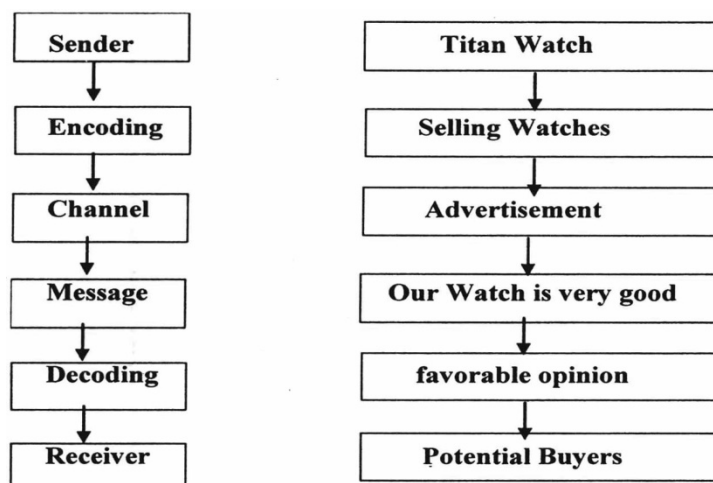 Sender
Encoding
Channel
Message
Decoding
Receiver
Titan Watch
Selling Watches
Advertisement
Our Watch is very good
favorable opinion
Potential Buyers